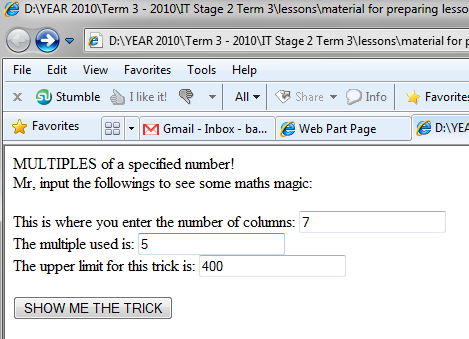 D:\YEAR 2010\Term 3 - 2010\IT Stage 2 Term 3\lessons\material for preparing lesso
D:\YEAR 2010\Term 3 - 2010\IT Stage 2 Term 3\lessons\material for p
File Edit View Favorites Tools Help
x Stumble I like it! All Share Info Favorite
Favorites Gmail - Inbox - ba... Web Part Page D:\YEA
MULTIPLES of a specified number!
Mr, input the followings to see some maths magic:
This is where you enter the number of columns: 7
The multiple used is: 5
The upper limit for this trick is: 400
SHOW ME THE TRICK